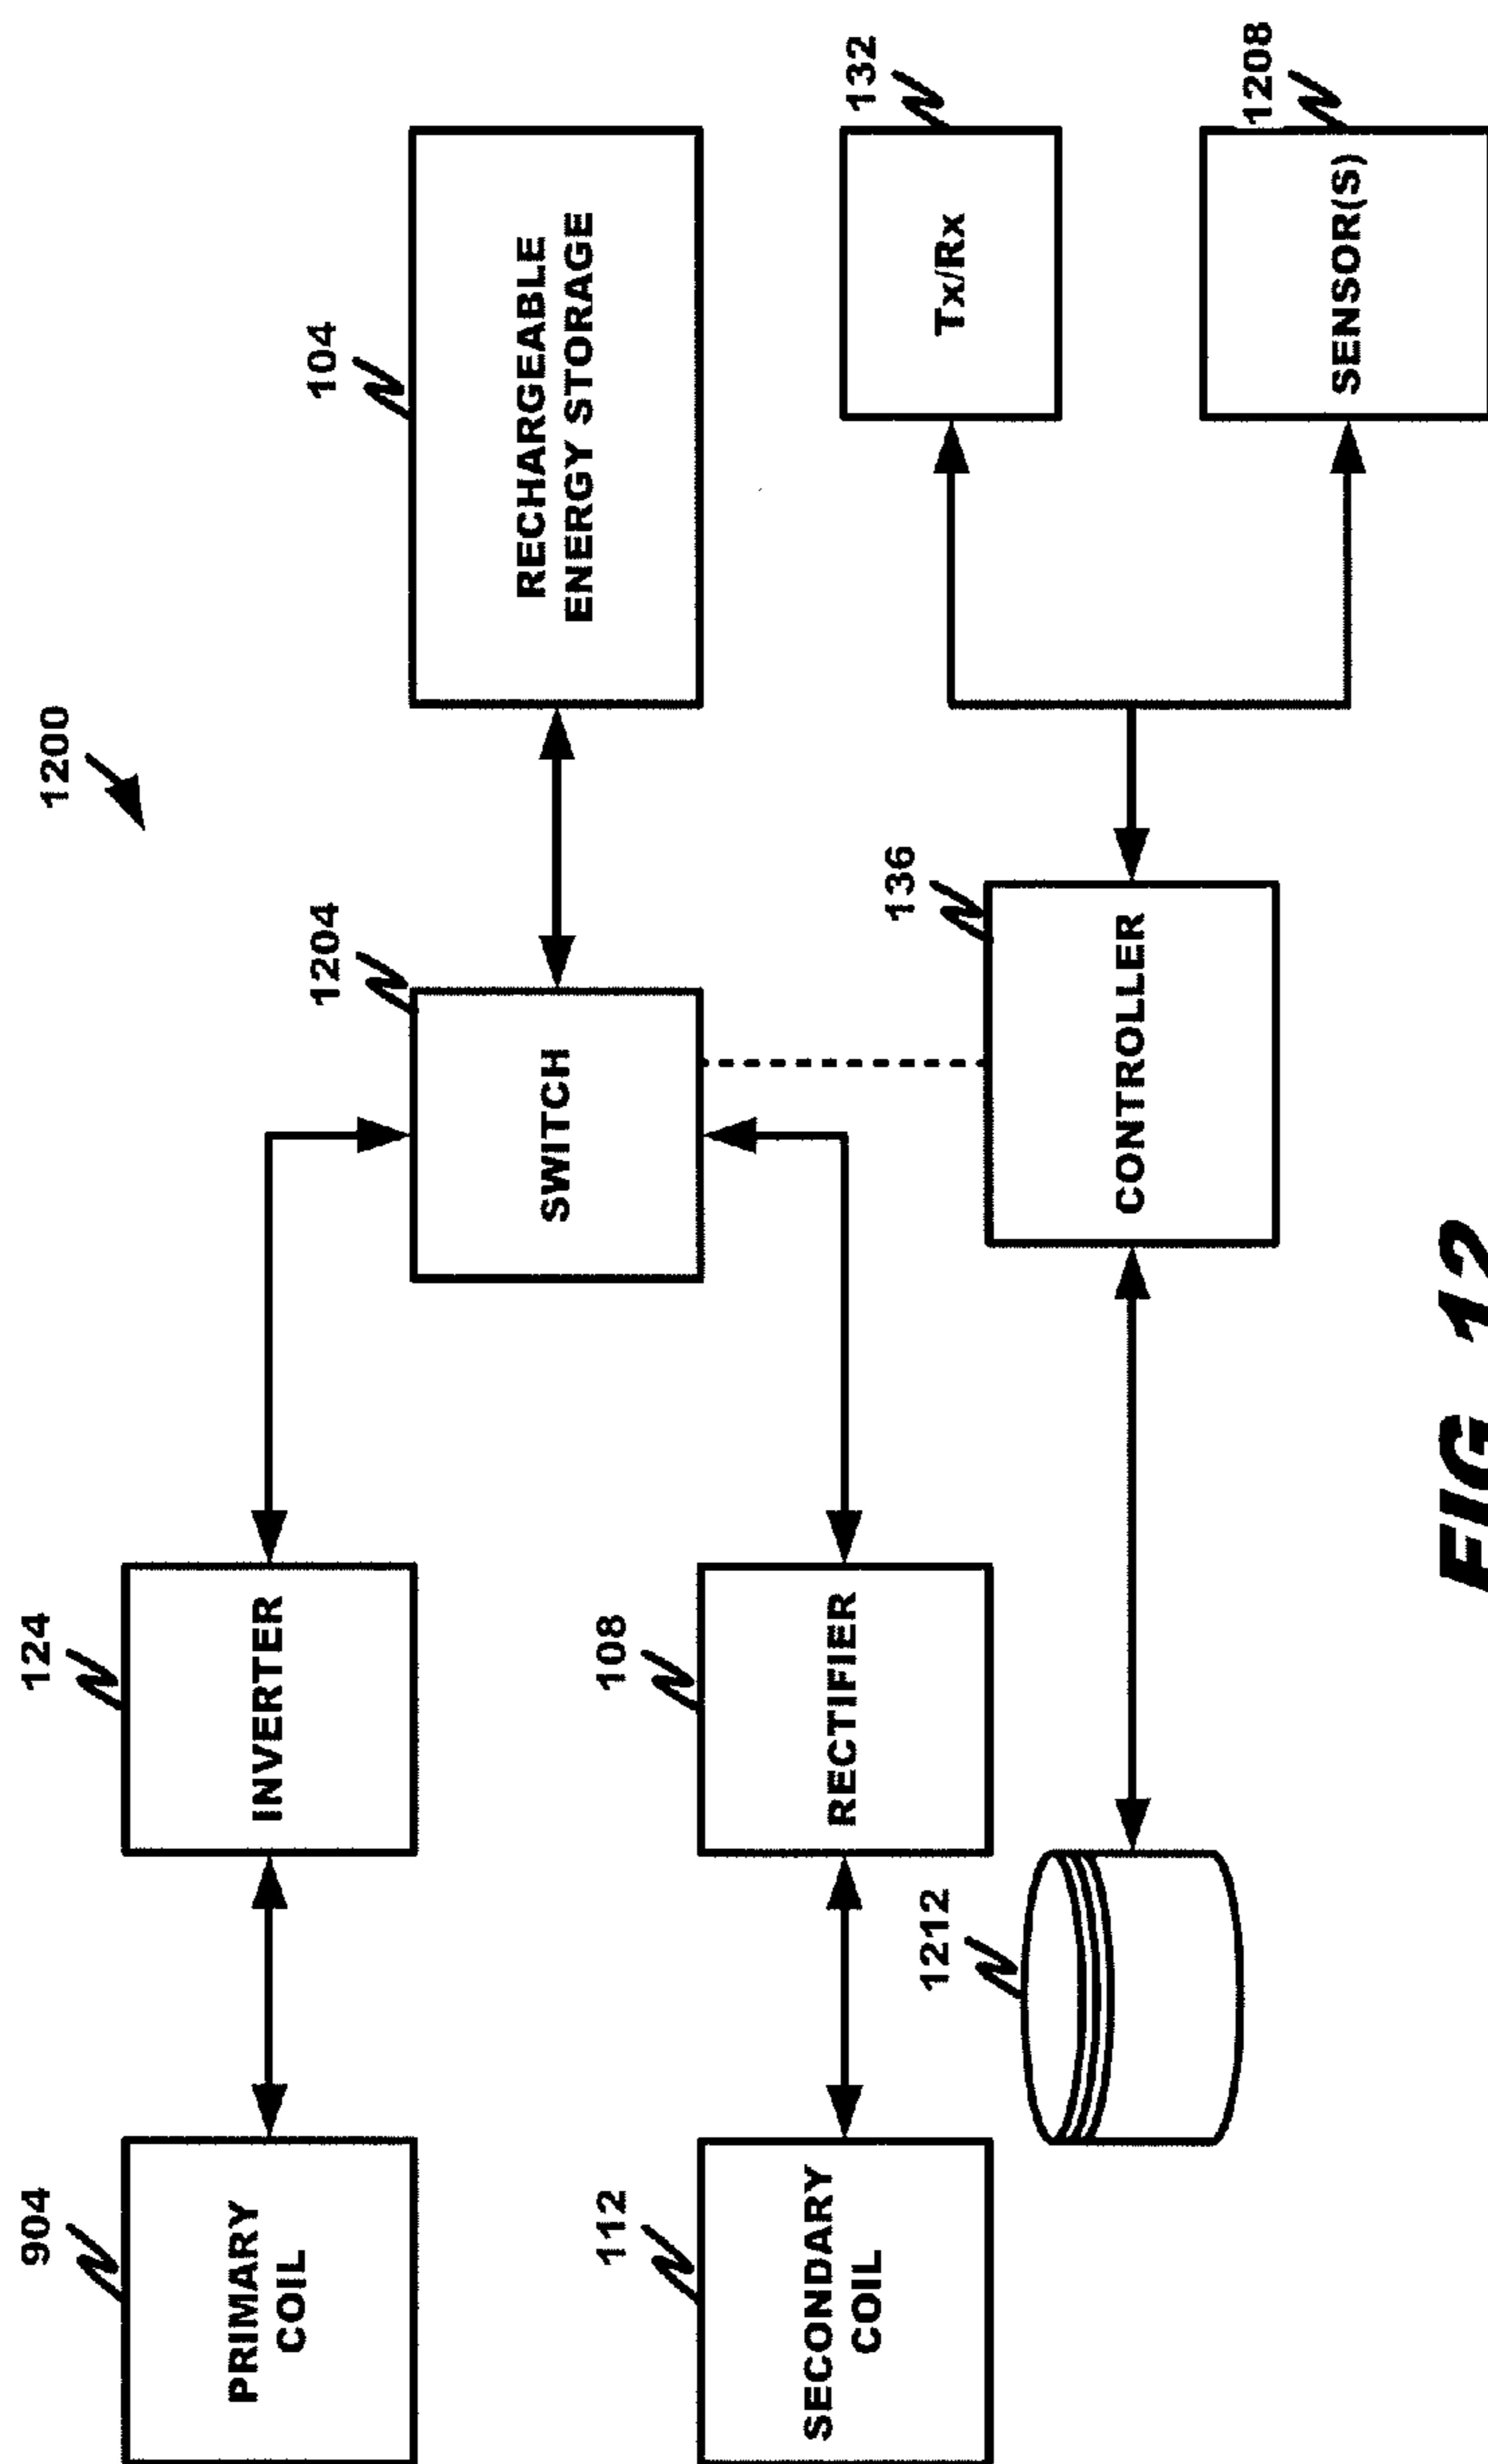 1200
904
PRIMARY
COIL
124
INVERTER
1204
SWITCH
104
RECHARGEABLE
ENERGY STORAGE
112
SECONDARY
COIL
108
RECTIFIER
136
CONTROLLER
132
Tx/Rx
1212
1208
SENSOR(S)
FIG 12